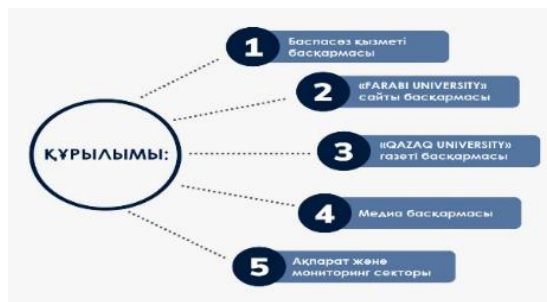 ҚҰРЫЛЫМЫ:
1
Баспасөз қызметі
басқармасы
2
«FARABI UNIVERSITY»
сайты басқармасы
3
«QAZAQ UNIVERSITY»
газеті басқармасы
4
Медиа басқармасы
5
Ақпарат және
мониторинг секторы